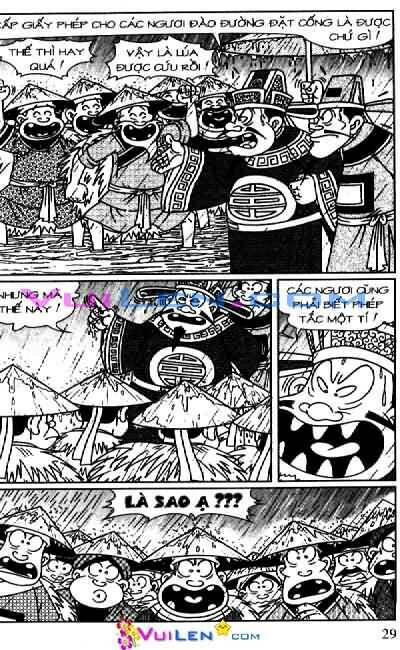 CẤP GIẤY PHÉP CHO CÁC NGƯƠI ĐÀO ĐƯỜNG ĐẶT CỐNG LÀ ĐƯỢC
CHỨ GÌ!
THẾ THÌ HAY
QUÁ!
VẬY LÀ LÚA
ĐƯỢC CỨU RỒI!
NHƯNG MÀ
THẾ NÀY!
VUILEN.COM
CÁC NGƯƠI CŨNG
PHẢI BIẾT PHÉP
TẮC MỘT TÍ!
LÀ SAO Ạ???
29
VUILEN.COM